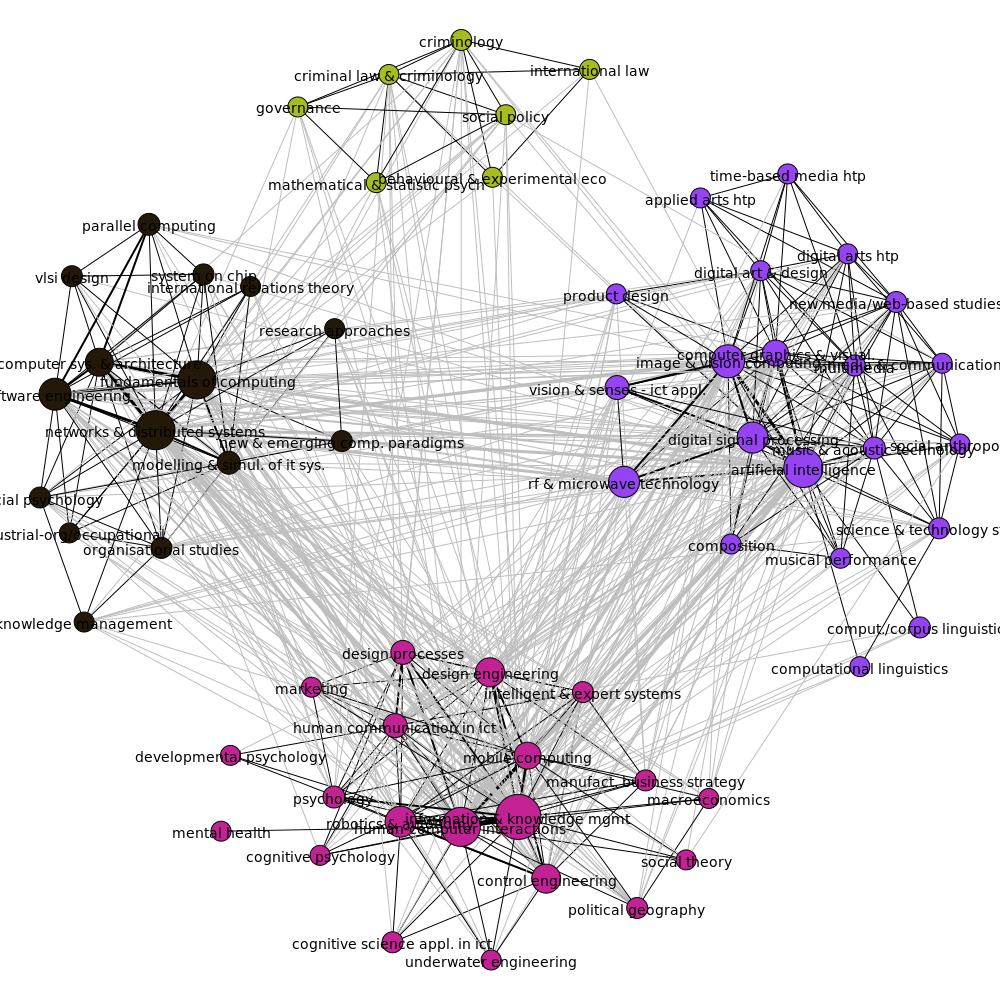 criminology
criminal law & criminology
international law
governance
social policy
mathematical & statistic psych
behavioural & experimental eco
time-based media htp
applied arts htp
parallel computing
digital arts htp
vlsi design
system on chip
digital art & design
international relations theory
product design
new media/web-based studies
research approaches
computer graphics & visual
computer sys. & architecture
image & vision computing
multimedia
communication
fundamentals of computing
vision & senses - ict appl.
ftware engineering
networks & distributed systems
new & emerging comp. paradigms
digital signal processing
music & acoustic technology
social anthropo
modelling & simul. of it sys.
artificial intelligence
rf & microwave technology
cial psychology
science & technology st
ustrial-org/occupational
organisational studies
composition
musical performance
knowledge management
comput./corpus linguistic
design processes
computational linguistics
design engineering
marketing
intelligent & expert systems
human communication in ict
developmental psychology
mobile computing
manufact. business strategy
psychology
macroeconomics
information & knowledge mgmt
robotics &
human computer interactions
mental health
cognitive psychology
social theory
control engineering
political geography
cognitive science appl. in ict
underwater engineering